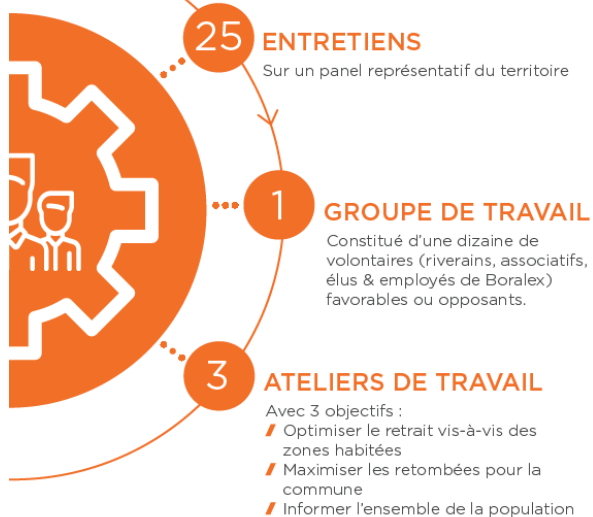 25 ENTRETIENS
Sur un panel représentatif du territoire
1 GROUPE DE TRAVAIL
Constitué d'une dizaine de
volontaires (riverains, associatifs,
élus & employés de Boralex)
favorables ou opposants.
3 ATELIERS DE TRAVAIL
Avec 3 objectifs :
Optimiser le retrait vis-à-vis des
zones habitées
Maximiser les retombées pour la
commune
Informer l'ensemble de la population